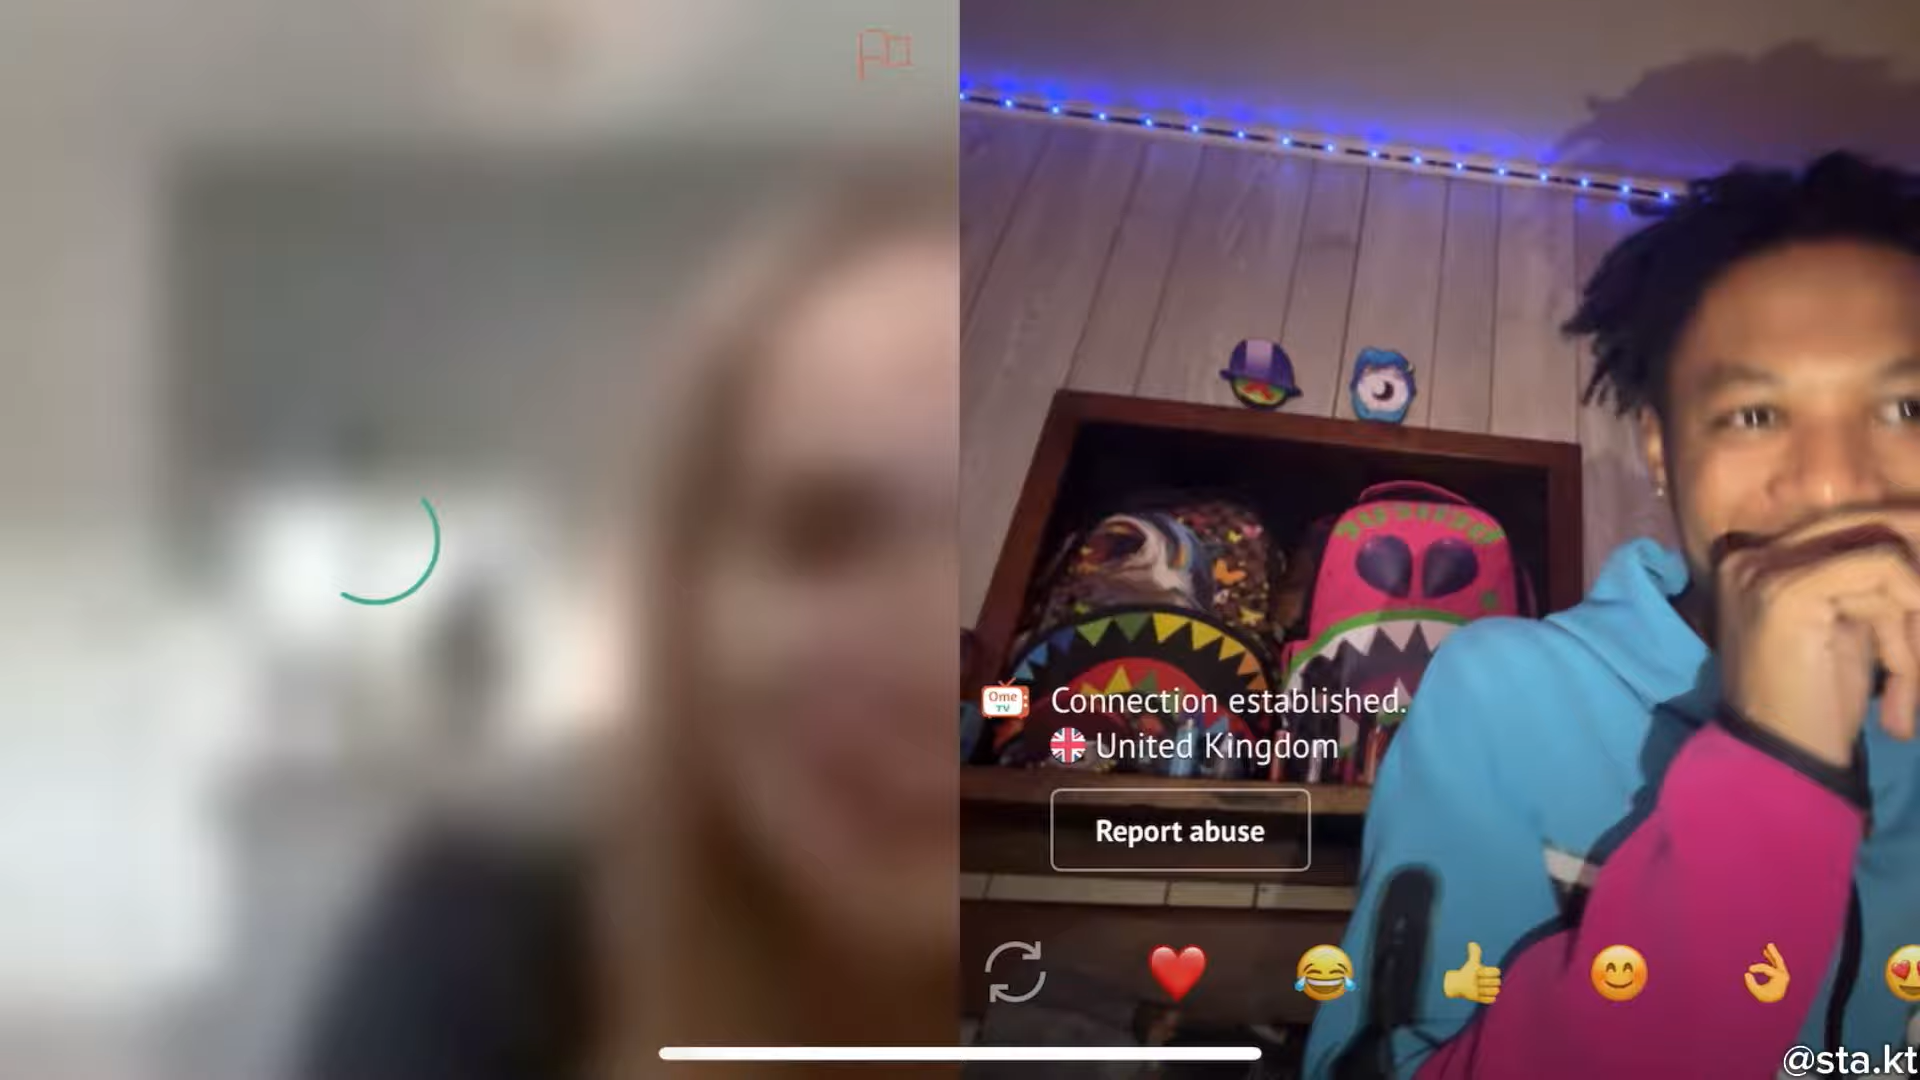 Ome
TV
Connection established.
United Kingdom
Report abuse
@sta.kt